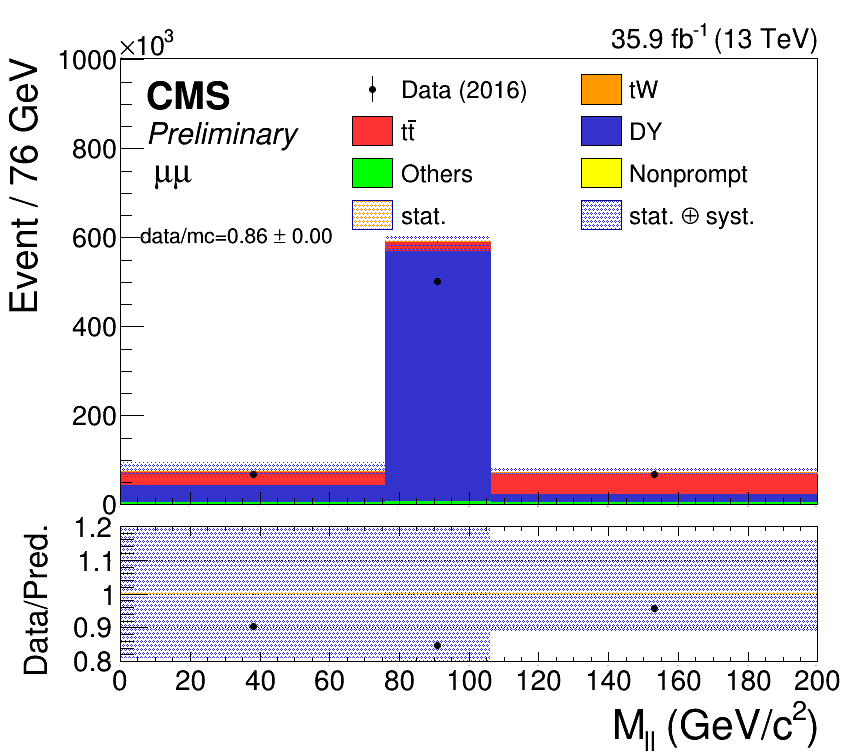 ×10³
35.9 fb⁻¹ (13 TeV)
CMS
Preliminary
μμ
data/mc=0.86 ± 0.00
Data (2016)
tW
tt̄
DY
Others
Nonprompt
stat.
stat. ⊕ syst.
Event / 76 GeV
1000
800
600
400
200
0
Data/Pred.
1.2
1.1
1
0.9
0.8
0 20 40 60 80 100 120 140 160 180 200
M_ll (GeV/c²)